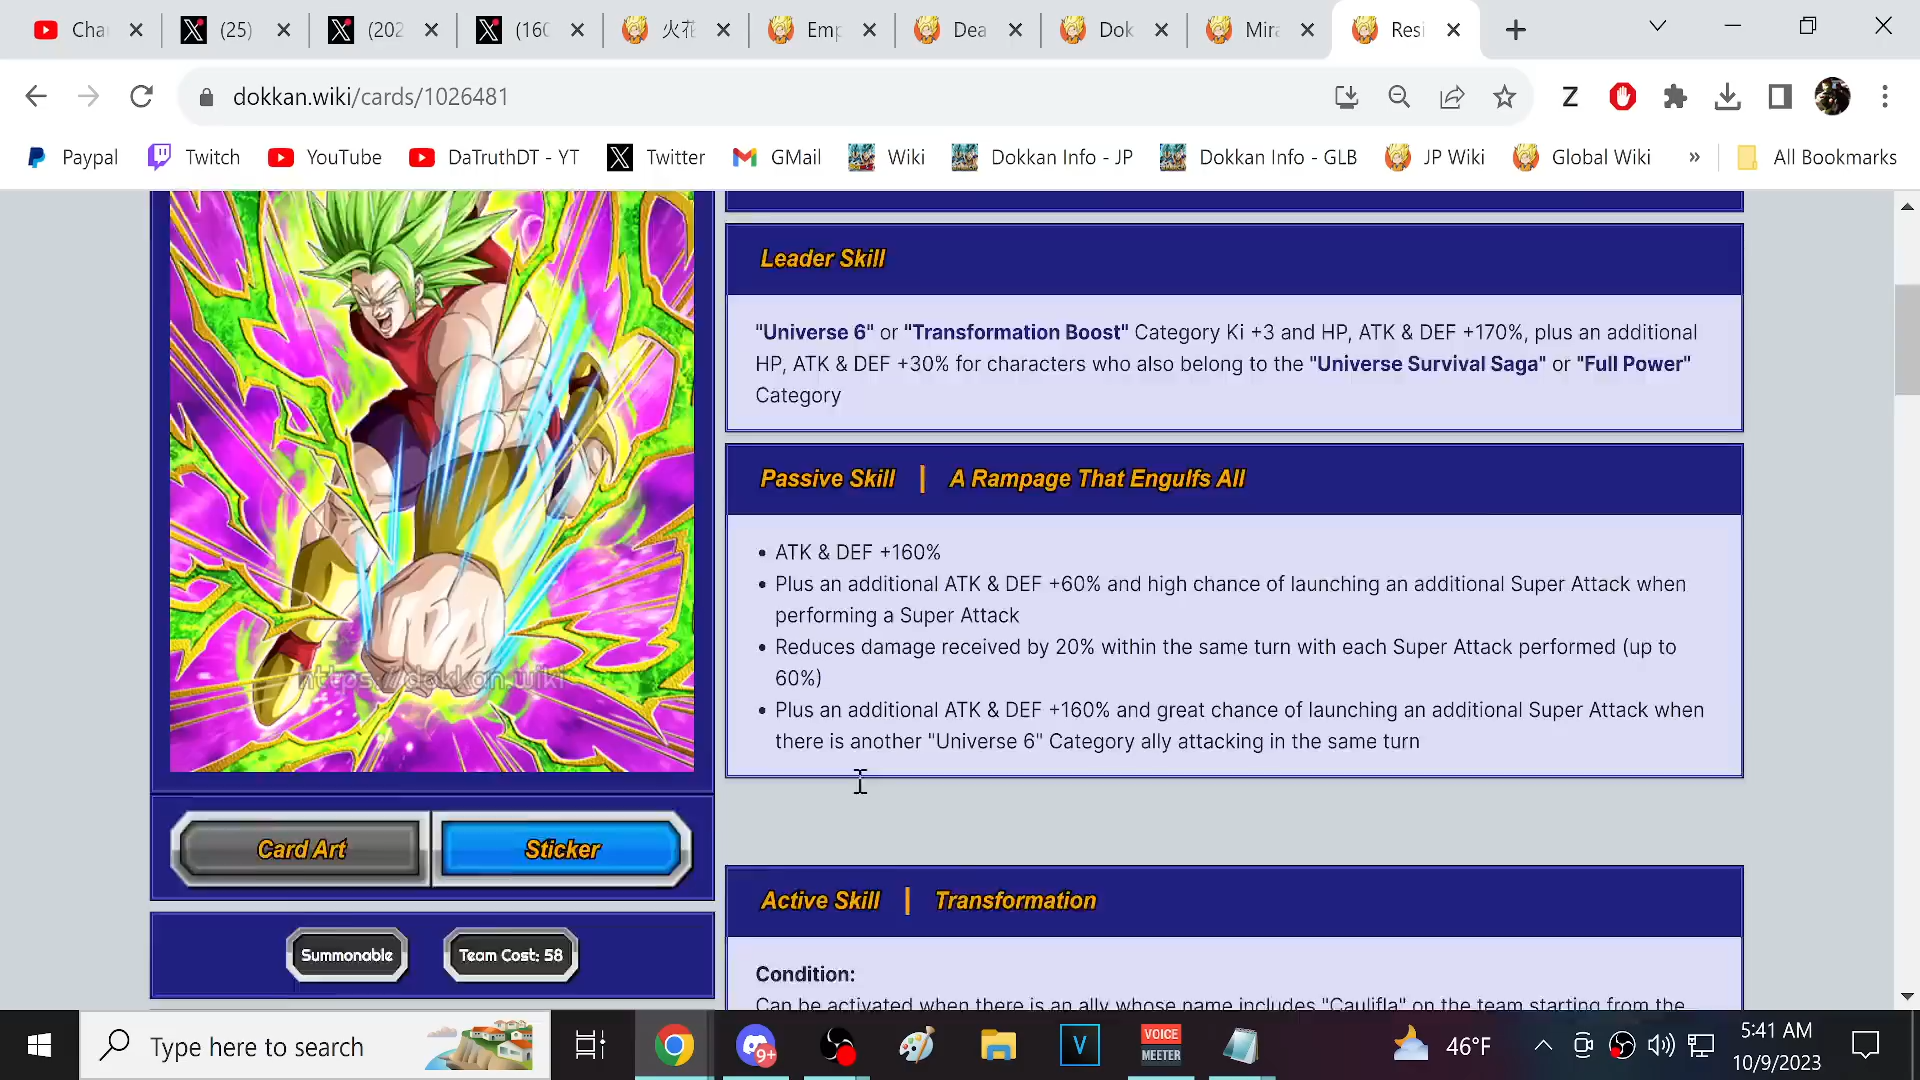 Cha
(25)
(202
(160
火花
Emp
Dea
Dok
Mira
Resi
dokkan.wiki/cards/1026481
Z
Paypal
Twitch
YouTube
DaTruthDT - YT
Twitter
GMail
Wiki
Dokkan Info - JP
Dokkan Info - GLB
JP Wiki
Global Wiki
»
All Bookmarks
https://dokkan.wiki
Card Art
Sticker
Summonable
Team Cost: 58
Leader Skill
"Universe 6" or "Transformation Boost" Category Ki +3 and HP, ATK & DEF +170%, plus an additional
HP, ATK & DEF +30% for characters who also belong to the "Universe Survival Saga" or "Full Power"
Category
Passive Skill | A Rampage That Engulfs All
• ATK & DEF +160%
• Plus an additional ATK & DEF +60% and high chance of launching an additional Super Attack when
performing a Super Attack
• Reduces damage received by 20% within the same turn with each Super Attack performed (up to
60%)
• Plus an additional ATK & DEF +160% and great chance of launching an additional Super Attack when
there is another "Universe 6" Category ally attacking in the same turn
Active Skill | Transformation
Condition:
Can be activated when there is an ally whose name includes "Caulifla" on the team starting from the
Type here to search
9+
V
VOICE
MEETER
46°F
5:41 AM
10/9/2023